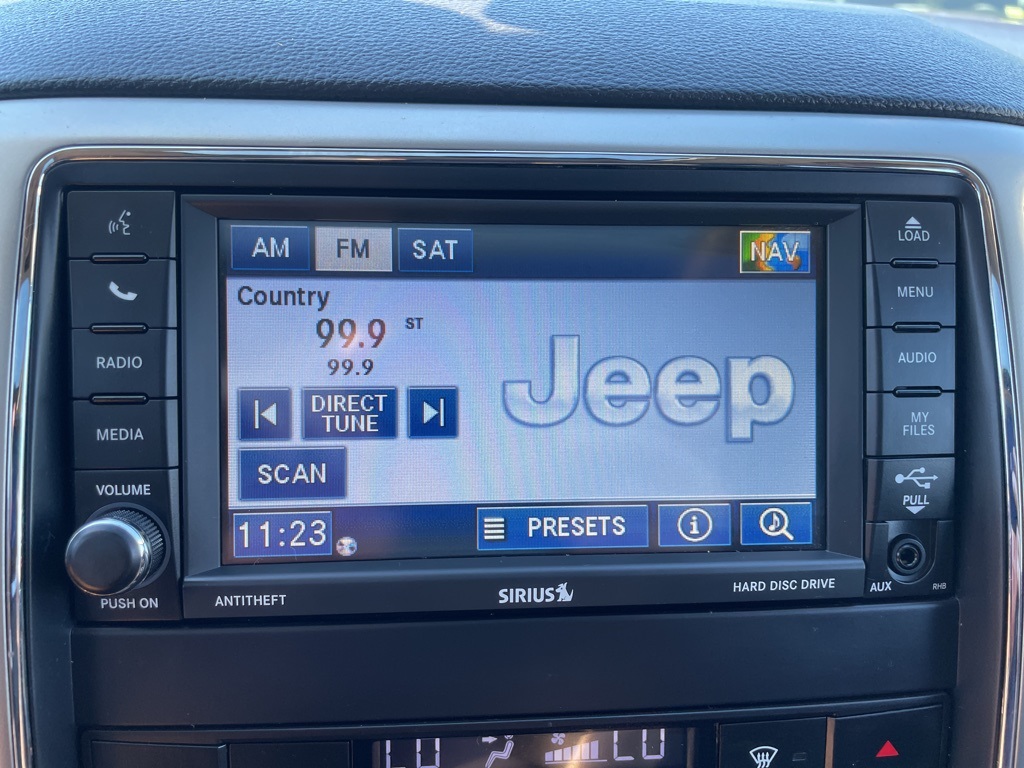 LOAD
AM FM SAT NAV
MENU
Country
99.9 ST
99.9
RADIO
AUDIO
DIRECT
TUNE
Jeep
MY
FILES
MEDIA
SCAN
VOLUME
PULL
11:23 PRESETS i
PUSH ON
ANTITHEFT
SIRIUS
HARD DISC DRIVE
AUX
RHB
LO LO